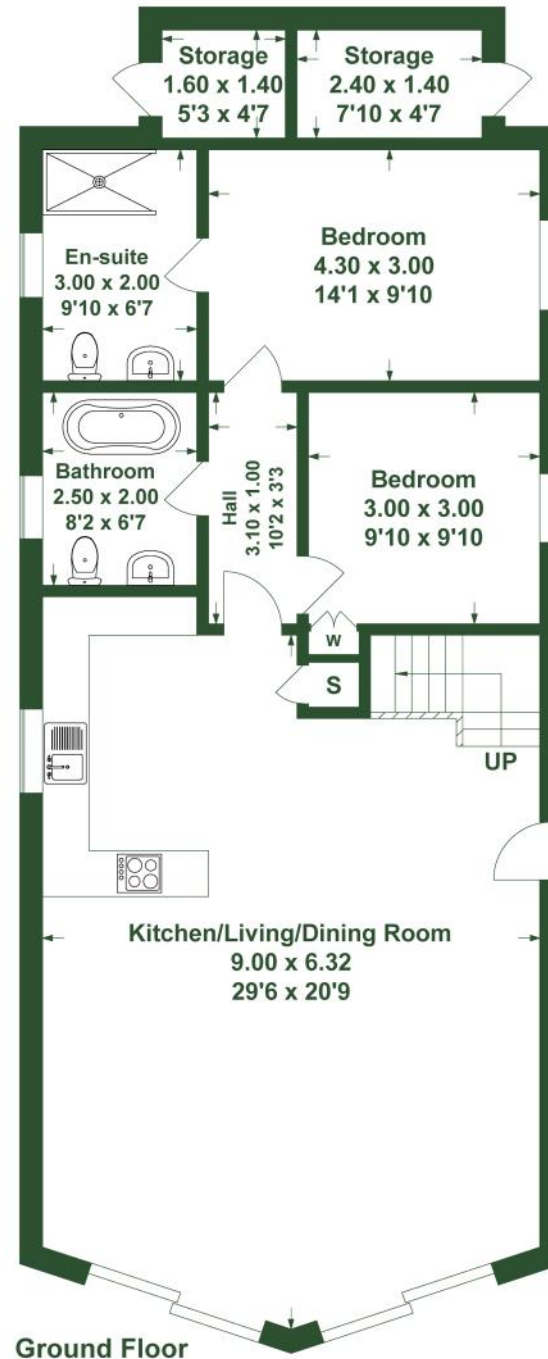 Storage
1.60 x 1.40
5'3 x 4'7
Storage
2.40 x 1.40
7'10 x 4'7
En-suite
3.00 x 2.00
9'10 x 6'7
Bedroom
4.30 x 3.00
14'1 x 9'10
Bathroom
2.50 x 2.00
8'2 x 6'7
Hall
3.10 x 1.00
10'2 x 3'3
Bedroom
3.00 x 3.00
9'10 x 9'10
W
S
UP
Kitchen/Living/Dining Room
9.00 x 6.32
29'6 x 20'9
Ground Floor